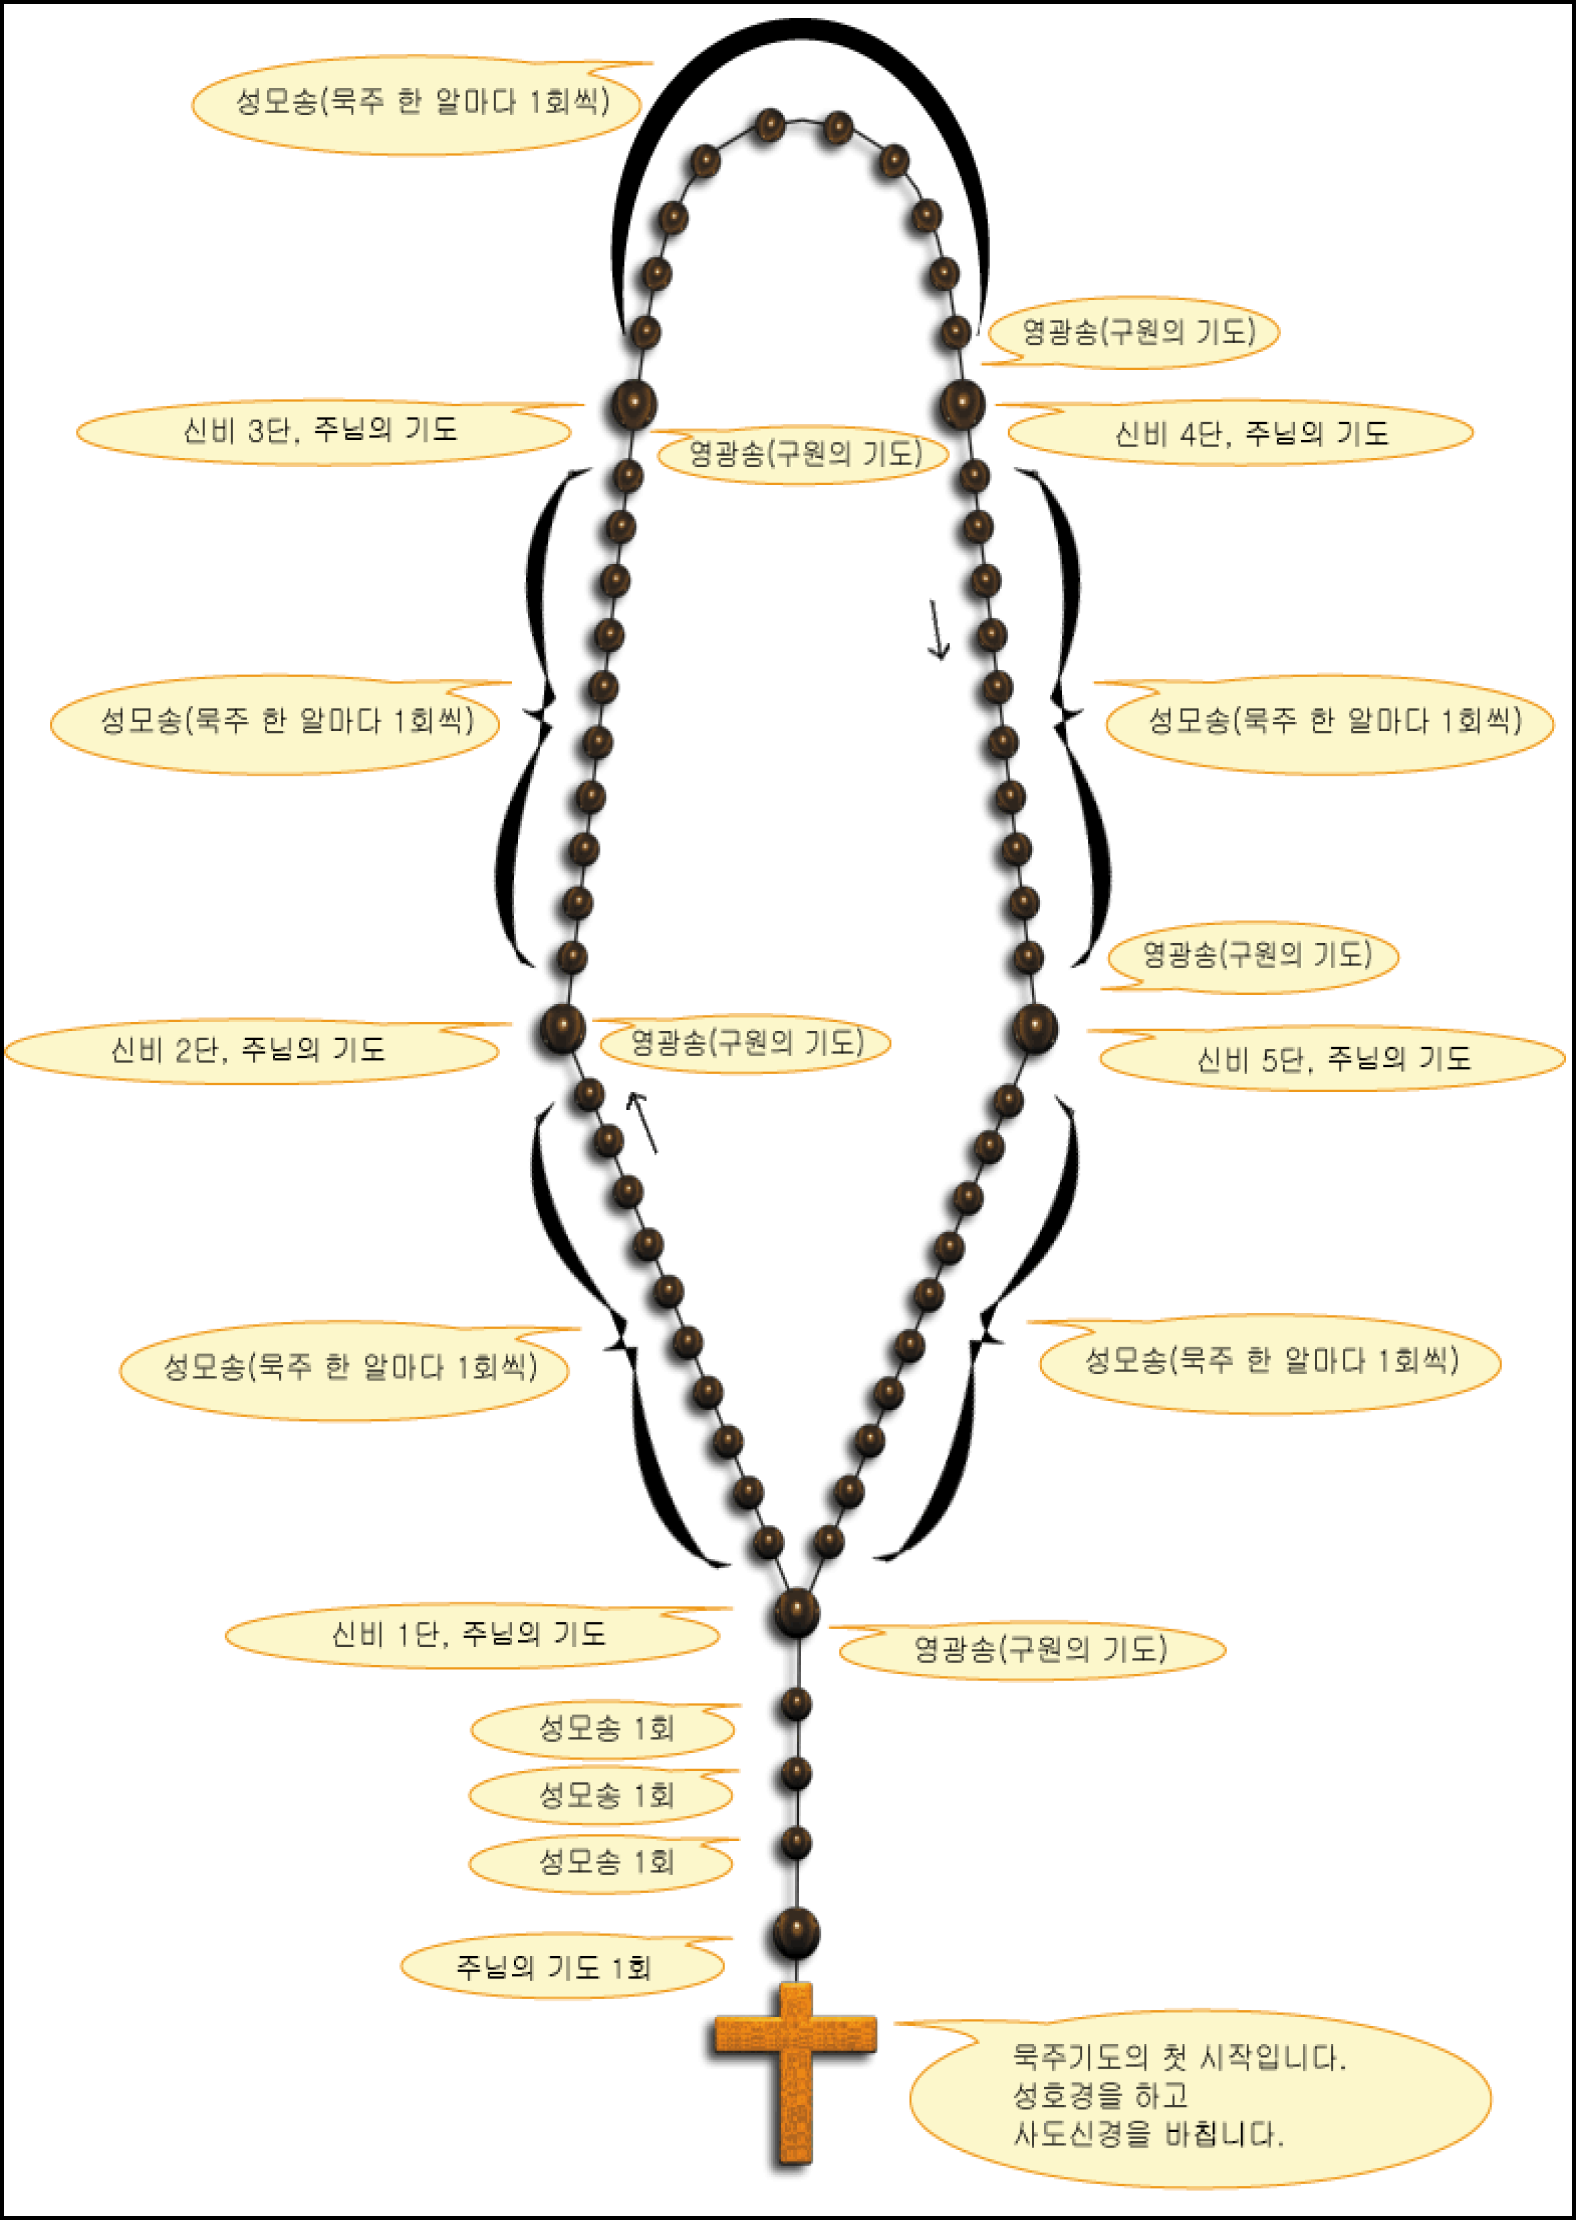 성모송(묵주 한 알마다 1회씩)
영광송(구원의 기도)
신비 3단, 주님의 기도
영광송(구원의 기도)
신비 4단, 주님의 기도
성모송(묵주 한 알마다 1회씩)
성모송(묵주 한 알마다 1회씩)
영광송(구원의 기도)
신비 2단, 주님의 기도
영광송(구원의 기도)
신비 5단, 주님의 기도
성모송(묵주 한 알마다 1회씩)
성모송(묵주 한 알마다 1회씩)
신비 1단, 주님의 기도
영광송(구원의 기도)
성모송 1회
성모송 1회
성모송 1회
주님의 기도 1회
묵주기도의 첫 시작입니다.
성호경을 하고
사도신경을 바칩니다.